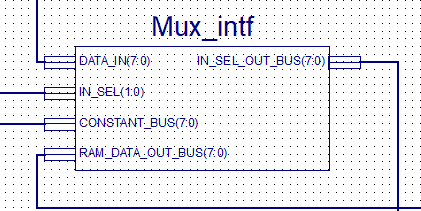 Mux_intf
DATA_IN(7:0) IN_SEL_OUT_BUS(7:0)
IN_SEL(1:0)
CONSTANT_BUS(7:0)
RAM_DATA_OUT_BUS(7:0)